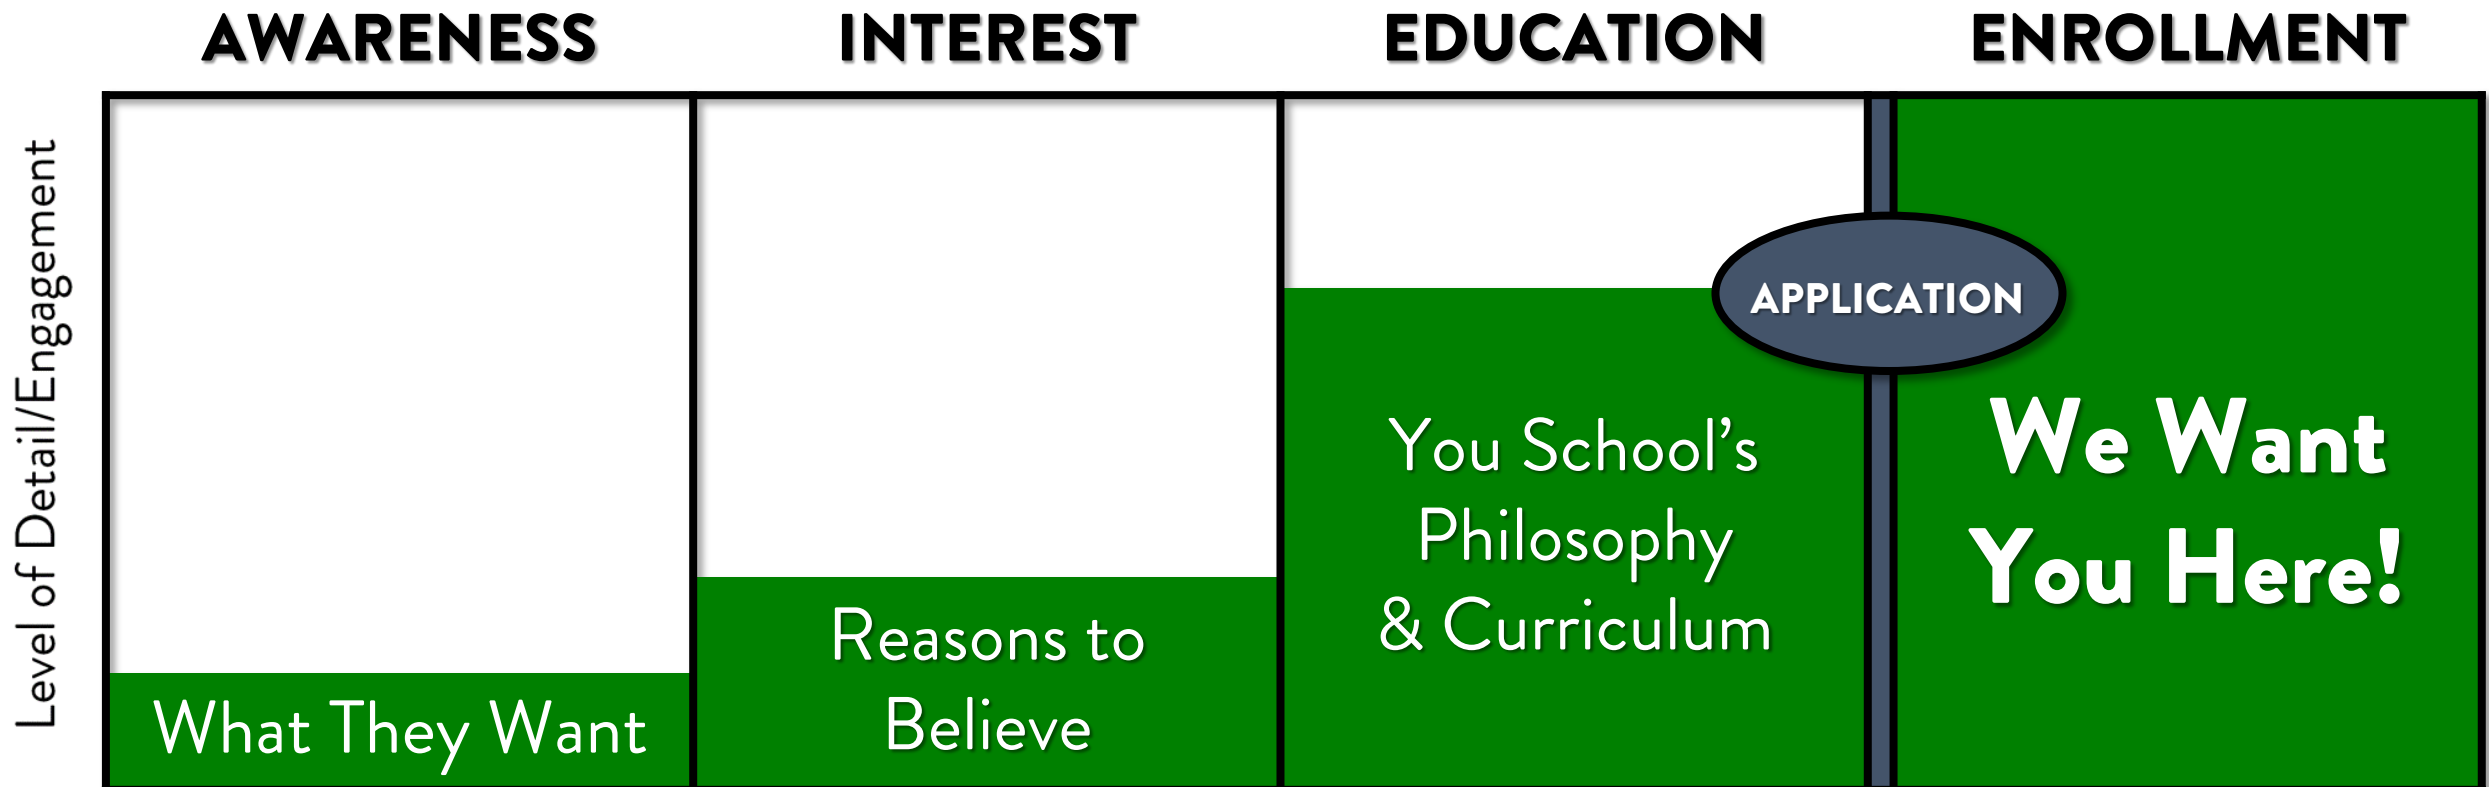 AWARENESS
INTEREST
EDUCATION
ENROLLMENT
Level of Detail/Engagement
What They Want
Reasons to
Believe
You School’s
Philosophy
& Curriculum
APPLICATION
We Want
You Here!